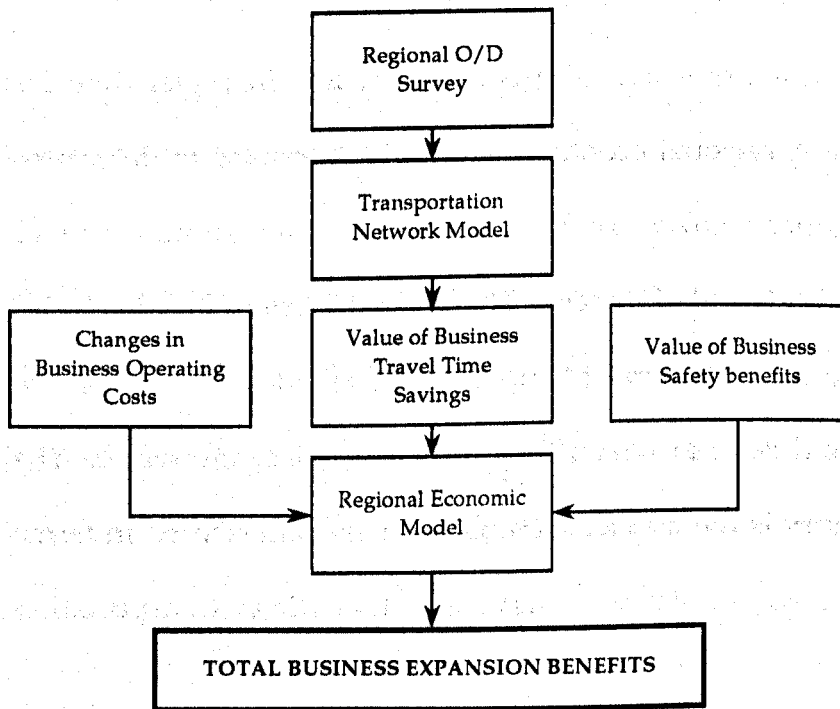 Regional O/D
Survey
Transportation
Network Model
Changes in
Business Operating
Costs
Value of Business
Travel Time
Savings
Value of Business
Safety benefits
Regional Economic
Model
TOTAL BUSINESS EXPANSION BENEFITS